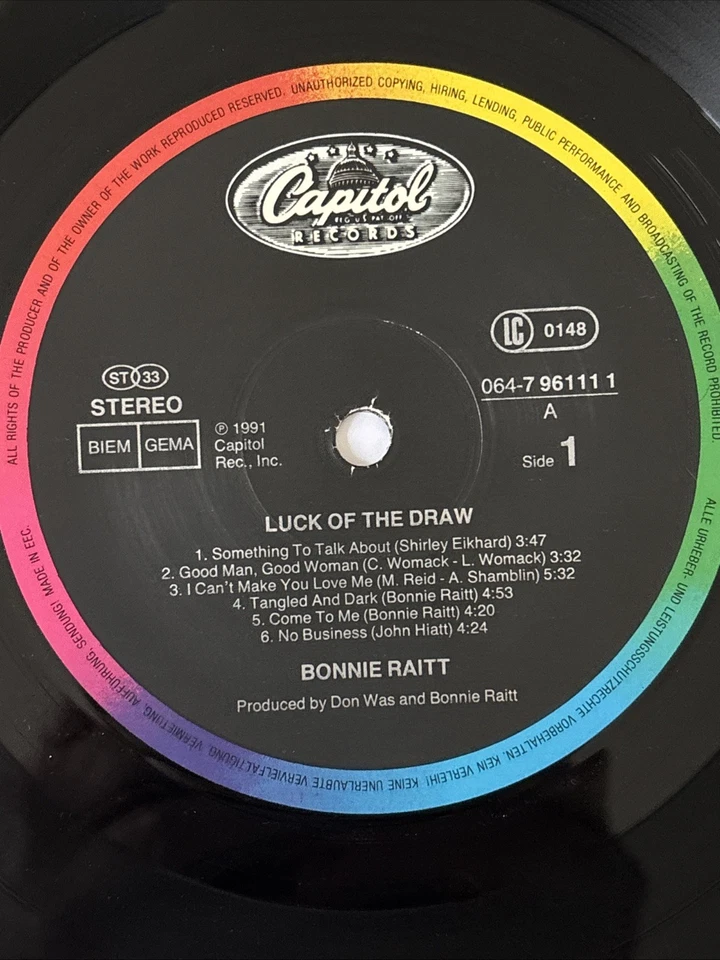 ALL RIGHTS OF THE PRODUCER AND OF THE OWNER OF THE WORK REPRODUCED RESERVED. UNAUTHORIZED COPYING, HIRING, LENDING, PUBLIC PERFORMANCE AND BROADCASTING OF THE RECORD PROHIBITED.
Capitol
REG. U.S. PAT. OFF.
RECORDS
LC 0148
ST 33
STEREO
BIEM GEMA
℗ 1991
Capitol
Rec., Inc.
064-7 96111 1
A
Side 1
LUCK OF THE DRAW
1. Something To Talk About (Shirley Eikhard) 3:47
2. Good Man, Good Woman (C. Womack - L. Womack) 3:32
3. I Can't Make You Love Me (M. Reid - A. Shamblin) 5:32
4. Tangled And Dark (Bonnie Raitt) 4:53
5. Come To Me (Bonnie Raitt) 4:20
6. No Business (John Hiatt) 4:24
BONNIE RAITT
Produced by Don Was and Bonnie Raitt
ALLE URHEBER- UND LEISTUNGSSCHUTZRECHTE VORBEHALTEN. KEIN VERLEIH! KEINE UNERLAUBTE VERVIELFÄLTIGUNG, VERMIETUNG, AUFFÜHRUNG, SENDUNG! MADE IN EEC.